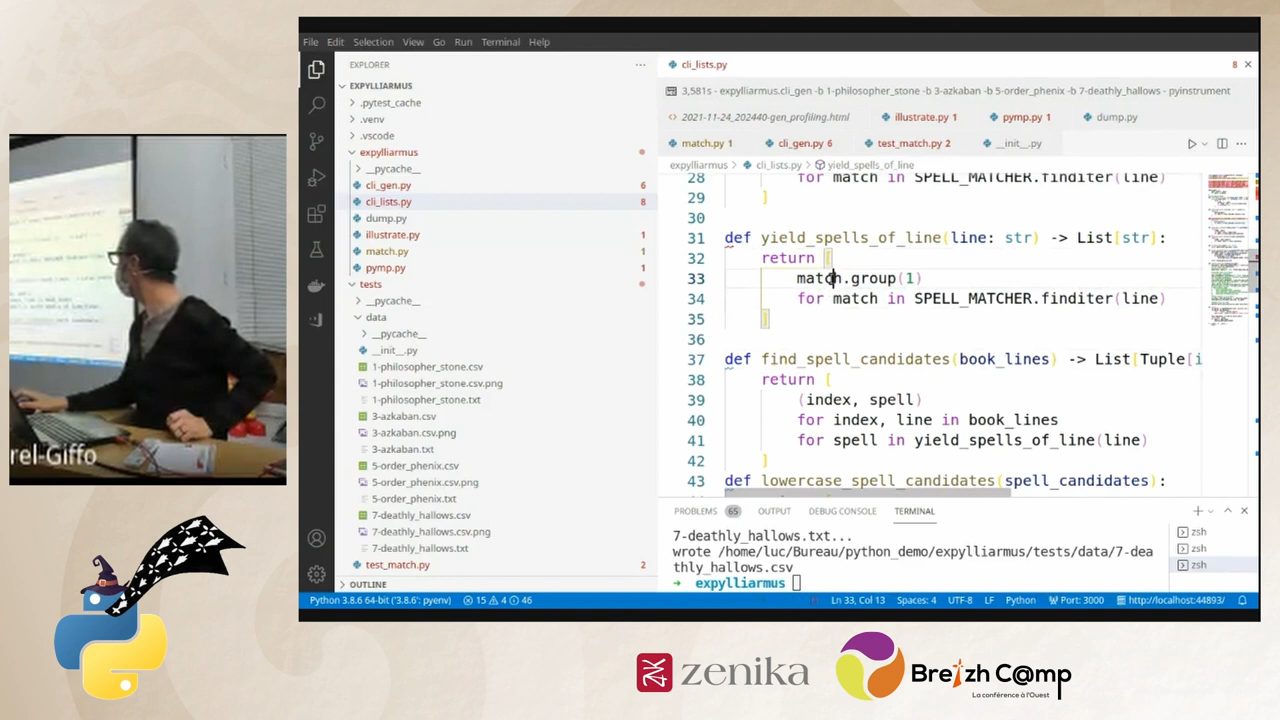 File Edit Selection View Go Run Terminal Help
EXPLORER
EXPYLLIARMUS
.pytest_cache
.venv
.vscode
expylliarmus
__pycache__
cli_gen.py 6
cli_lists.py 8
dump.py
illustrate.py 1
match.py 1
pymp.py 1
tests
__pycache__
data
__pycache__
__init__.py
1-philosopher_stone.csv
1-philosopher_stone.csv.png
1-philosopher_stone.txt
3-azkaban.csv
3-azkaban.csv.png
3-azkaban.txt
5-order_phenix.csv
5-order_phenix.csv.png
5-order_phenix.txt
7-deathly_hallows.csv
7-deathly_hallows.csv.png
7-deathly_hallows.txt
test_match.py 2
OUTLINE
cli_lists.py 8
3,581s - expylliarmus.cli_gen -b 1-philosopher_stone -b 3-azkaban -b 5-order_phenix -b 7-deathly_hallows - pyinstrument
2021-11-24_202440-gen_profiling.html illustrate.py 1 pymp.py 1 dump.py
match.py 1 cli_gen.py 6 test_match.py 2 __init__.py
expylliarmus > cli_lists.py > yield_spells_of_line
28 for match in SPELL_MATCHER.finditer(line)
29 ]
30
31 def yield_spells_of_line(line: str) -> List[str]:
32 return [
33 match.group(1)
34 for match in SPELL_MATCHER.finditer(line)
35 ]
36
37 def find_spell_candidates(book_lines) -> List[Tuple[i
38 return [
39 (index, spell)
40 for index, line in book_lines
41 for spell in yield_spells_of_line(line)
42 ]
43 def lowercase_spell_candidates(spell_candidates):
PROBLEMS 65 OUTPUT DEBUG CONSOLE TERMINAL
7-deathly_hallows.txt...
wrote /home/luc/Bureau/python_demo/expylliarmus/tests/data/7-dea
thly_hallows.csv
➜ expylliarmus
zsh
zsh
zsh
Python 3.8.6 64-bit ('3.8.6': pyenv) 15 4 46 Ln 33, Col 13 Spaces: 4 UTF-8 LF Python Port: 3000 http://localhost:44893/
rel-Giffo
zenika
Breizh C@mp
La conférence à l'Ouest